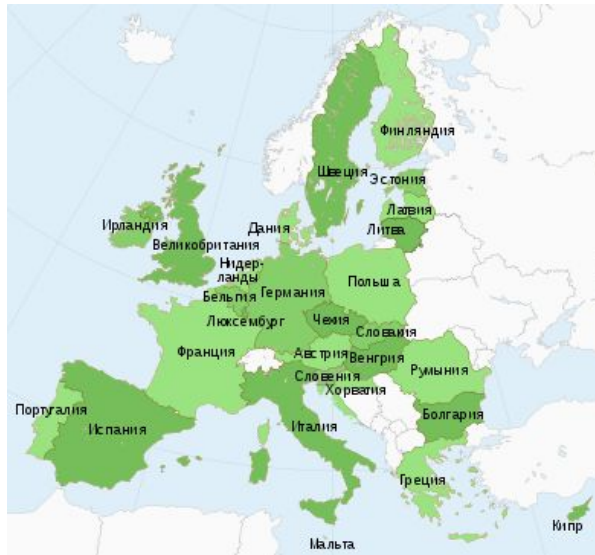 Финляндия
Швеция
Эстония
Латвия
Литва
Ирландия
Великобритания
Дания
Нидер-
ланды
Польша
Бельгия
Германия
Люксембург
Чехия
Словакия
Франция
Австрия
Венгрия
Румыния
Словения
Хорватия
Португалия
Испания
Италия
Болгария
Греция
Кипр
Мальта